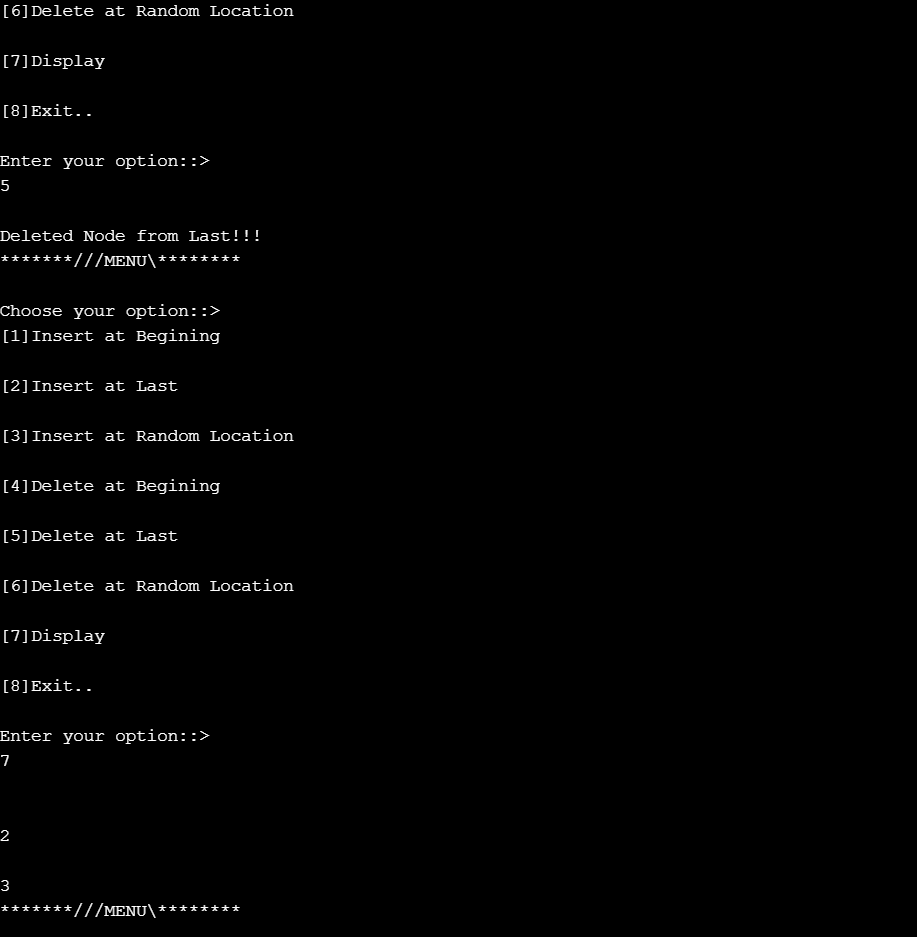 [6]Delete at Random Location
[7]Display
[8]Exit..
Enter your option::>
5
Deleted Node from Last!!!
*******///MENU\********
Choose your option::>
[1]Insert at Begining
[2]Insert at Last
[3]Insert at Random Location
[4]Delete at Begining
[5]Delete at Last
[6]Delete at Random Location
[7]Display
[8]Exit..
Enter your option::>
7
2
3
*******///MENU\********